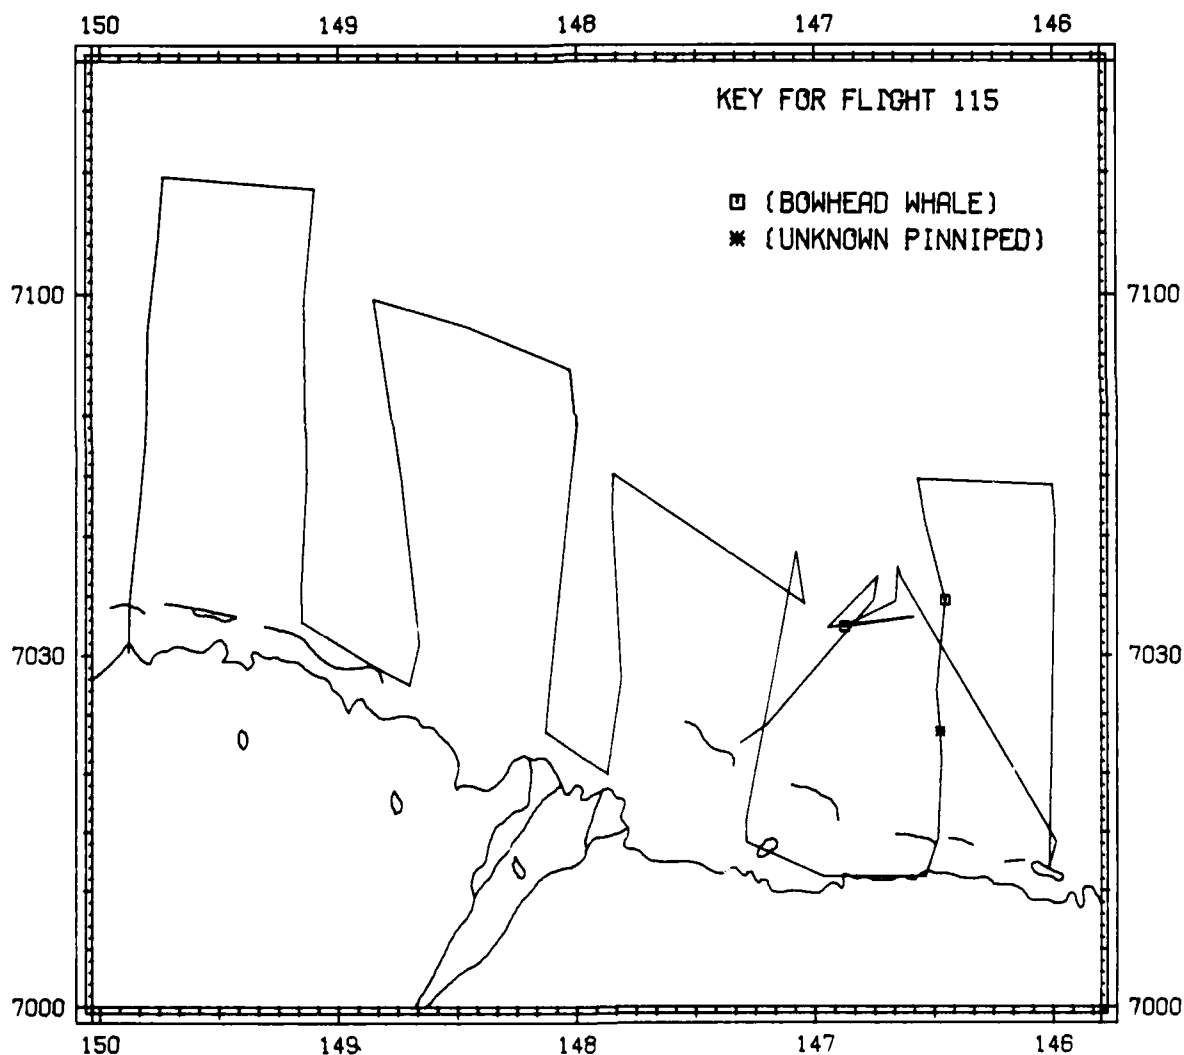 150 149 148 147 146
KEY FOR FLIGHT 115
(BOWHEAD WHALE)
(UNKNOWN PINNIPED)
7100 7100
7030 7030
7000 7000
150 149 148 147 146